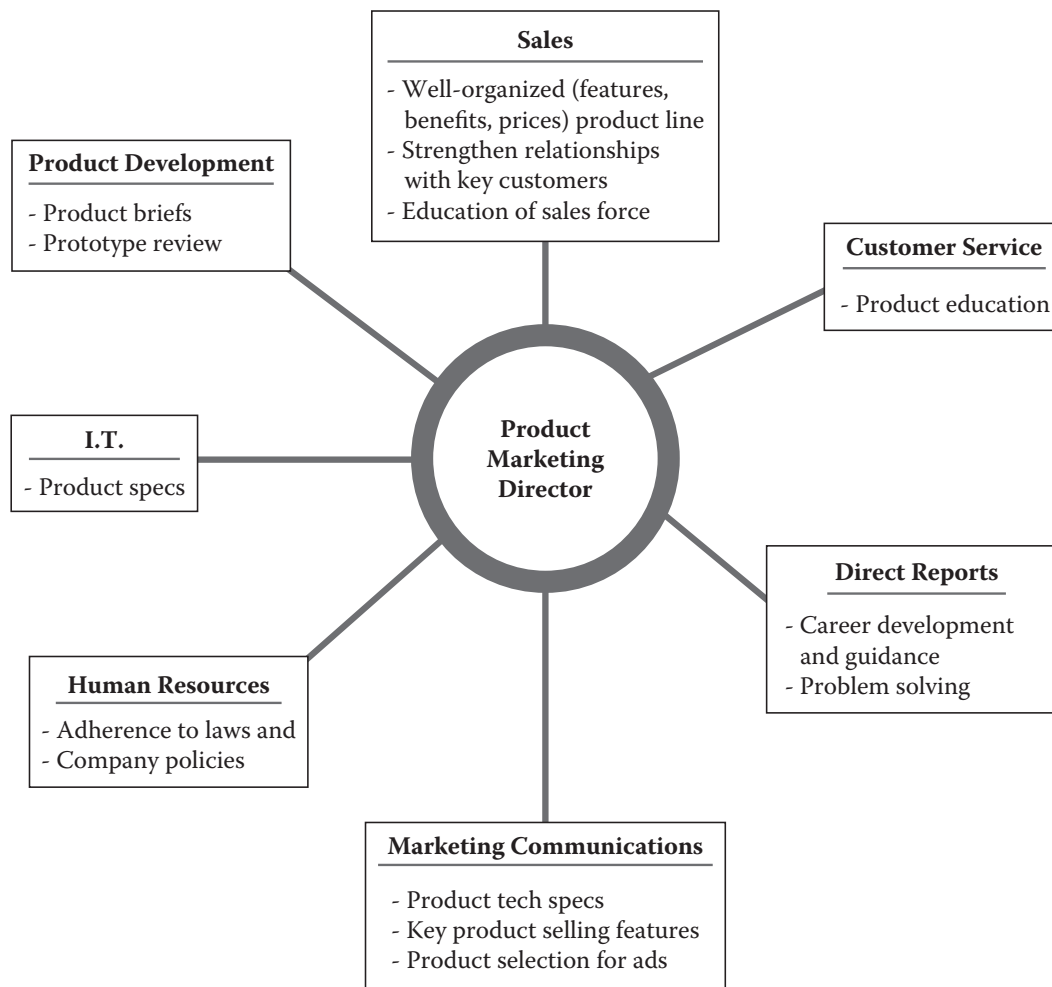 Sales
- Well-organized (features,
benefits, prices) product line
- Strengthen relationships
with key customers
- Education of sales force
Product Development
- Product briefs
- Prototype review
Customer Service
- Product education
Product
Marketing
Director
I.T.
- Product specs
Direct Reports
- Career development
and guidance
- Problem solving
Human Resources
- Adherence to laws and
- Company policies
Marketing Communications
- Product tech specs
- Key product selling features
- Product selection for ads